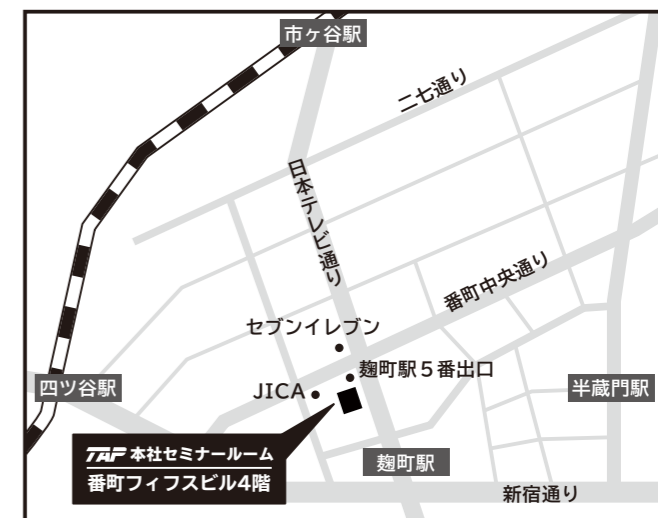 市ヶ谷駅
二七通り
日本テレビ通り
番町中央通り
セブンイレブン
麹町駅5番出口
四ツ谷駅
JICA
半蔵門駅
TAP 本社セミナールーム
番町フィフスビル4階
麹町駅
新宿通り